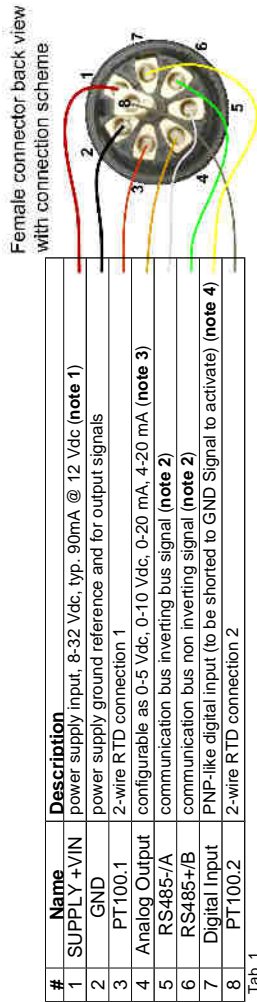 Female connector back view
with connection scheme
# Name Description
1 SUPPLY +VIN power supply input, 8-32 Vdc, typ. 90mA @ 12 Vdc (note 1)
2 GND power supply ground reference and for output signals
3 PT100.1 2-wire RTD connection 1
4 Analog Output configurable as 0-5 Vdc, 0-10 Vdc, 0-20 mA, 4-20 mA (note 3)
5 RS485-/A communication bus inverting bus signal (note 2)
6 RS485+/B communication bus non inverting signal (note 2)
7 Digital Input PNP-like digital input (to be shorted to GND Signal to activate) (note 4)
8 PT100.2 2-wire RTD connection 2
Tab 1
1
2
3
4
5
6
7
8